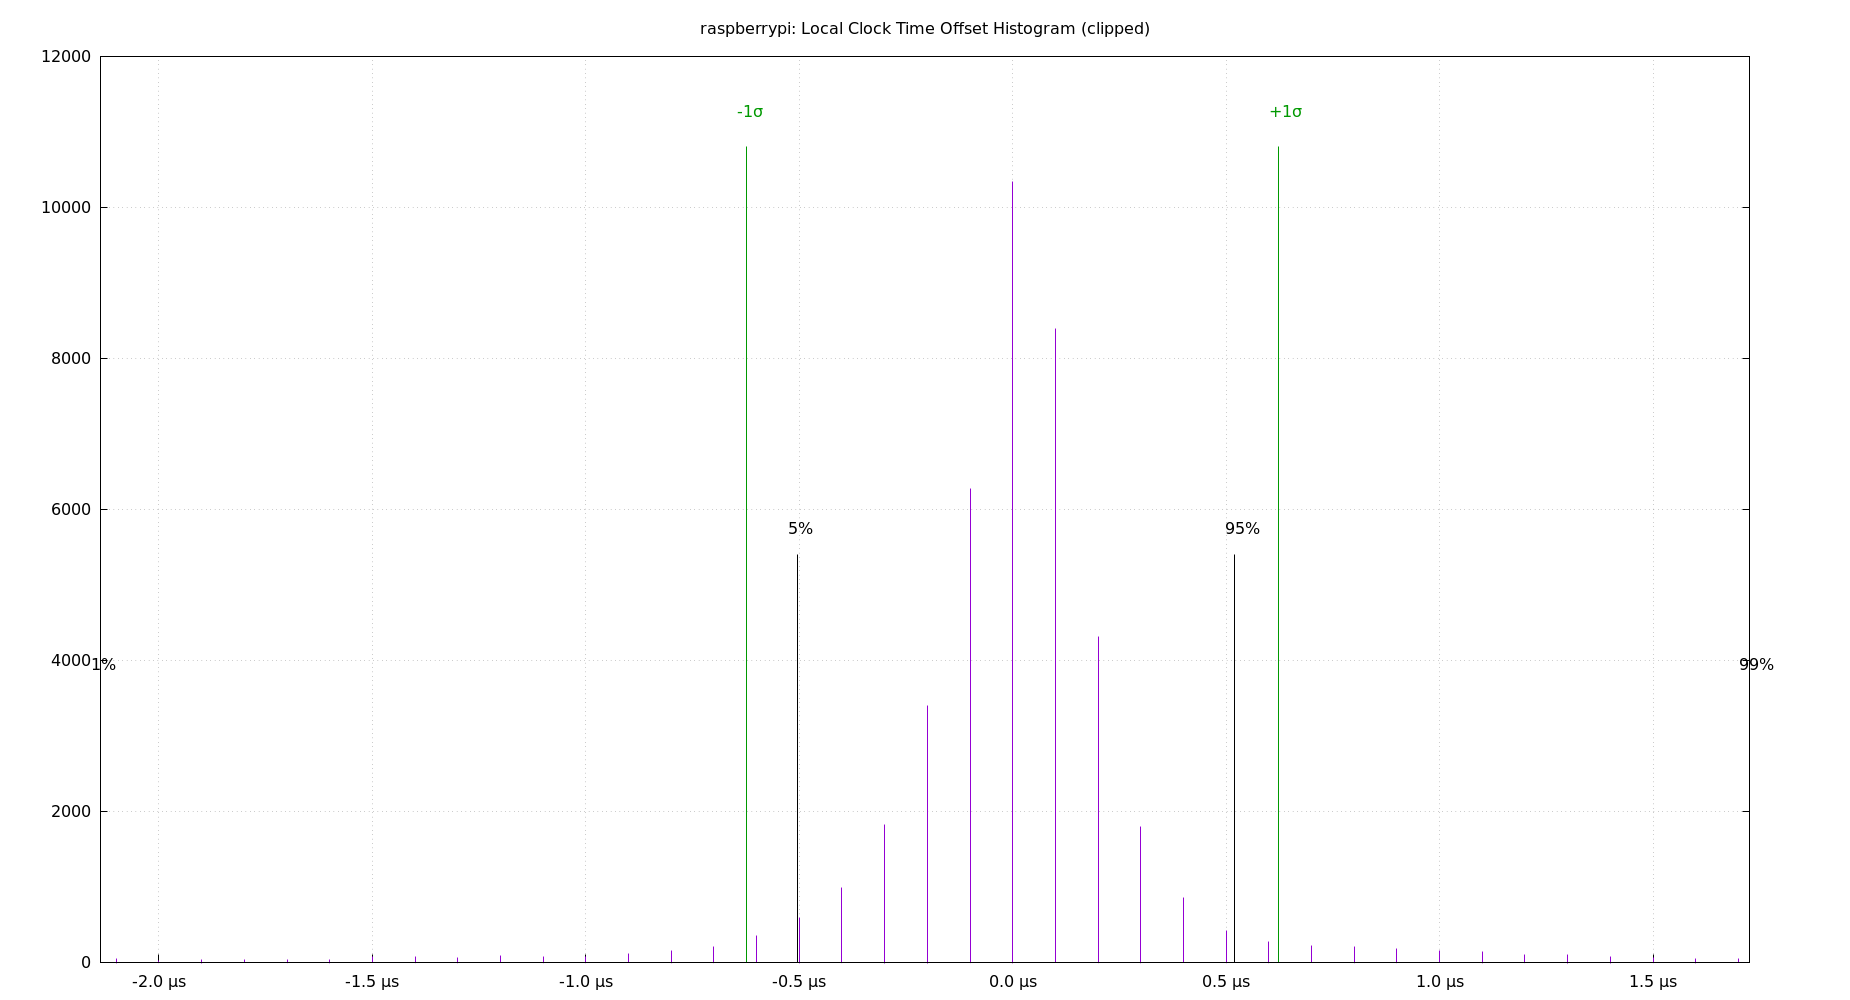 raspberrypi: Local Clock Time Offset Histogram (clipped)
12000
-1σ
+1σ
10000
8000
6000
5%
95%
4000
1%
99%
2000
0
-2.0 µs
-1.5 µs
-1.0 µs
-0.5 µs
0.0 µs
0.5 µs
1.0 µs
1.5 µs